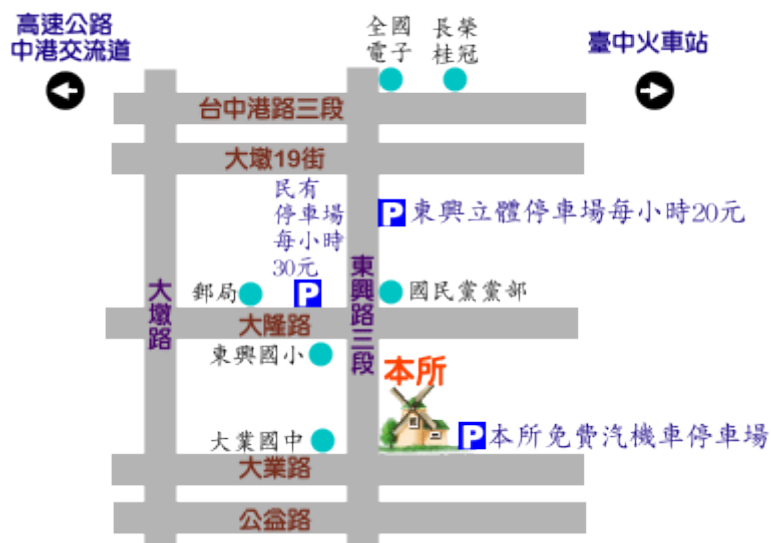 高速公路
中港交流道
全國
電子
長榮
桂冠
臺中火車站
台中港路三段
大墩19街
民有
停車場
每小時
30元
P
P東興立體停車場每小時20元
大墩路
東興路三段
郵局
國民黨黨部
大隆路
東興國小
本所
大業國中
P本所免費汽機車停車場
大業路
公益路